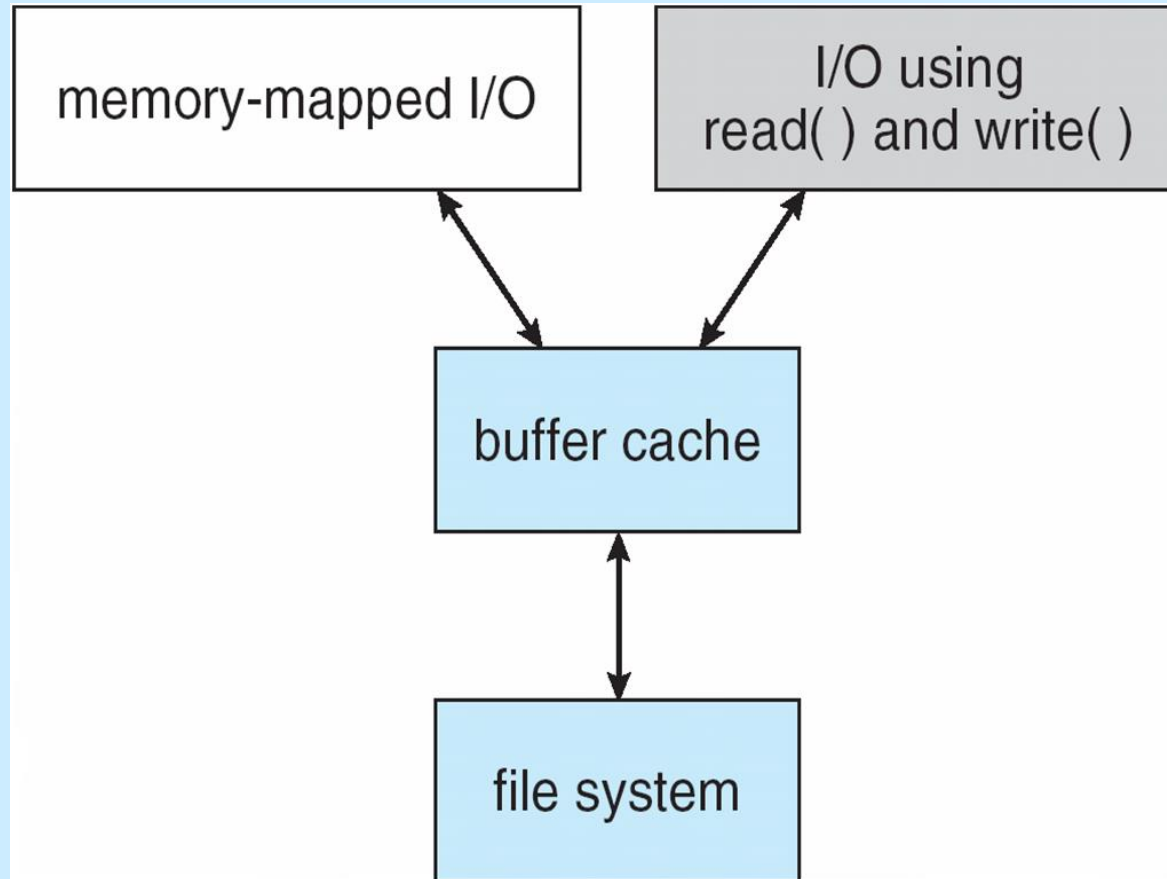 memory-mapped I/O
I/O using
read( ) and write( )
buffer cache
file system